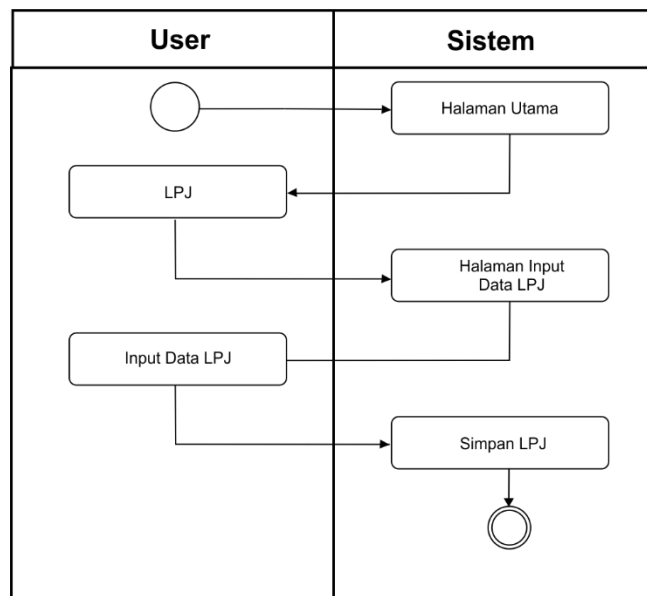 User
Sistem
Halaman Utama
LPJ
Halaman Input
Data LPJ
Input Data LPJ
Simpan LPJ